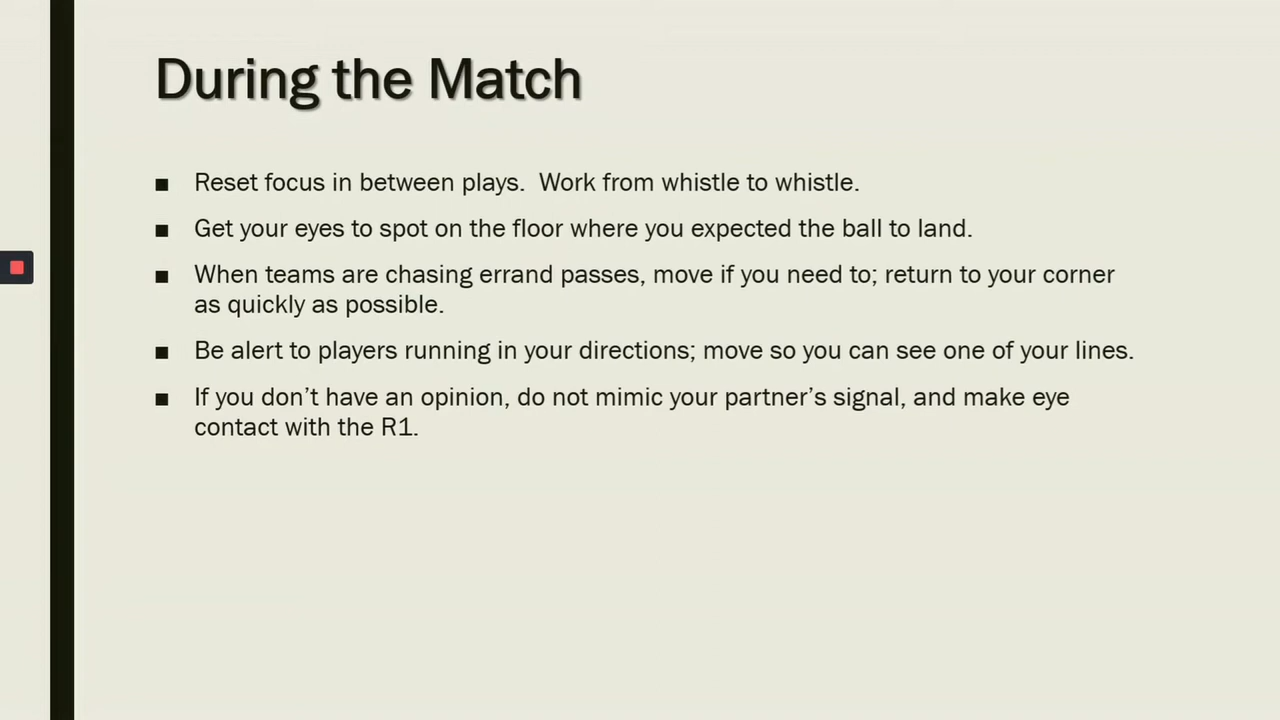 During the Match
■ Reset focus in between plays.  Work from whistle to whistle.
■ Get your eyes to spot on the floor where you expected the ball to land.
■ When teams are chasing errand passes, move if you need to; return to your corner
as quickly as possible.
■ Be alert to players running in your directions; move so you can see one of your lines.
■ If you don’t have an opinion, do not mimic your partner’s signal, and make eye
contact with the R1.